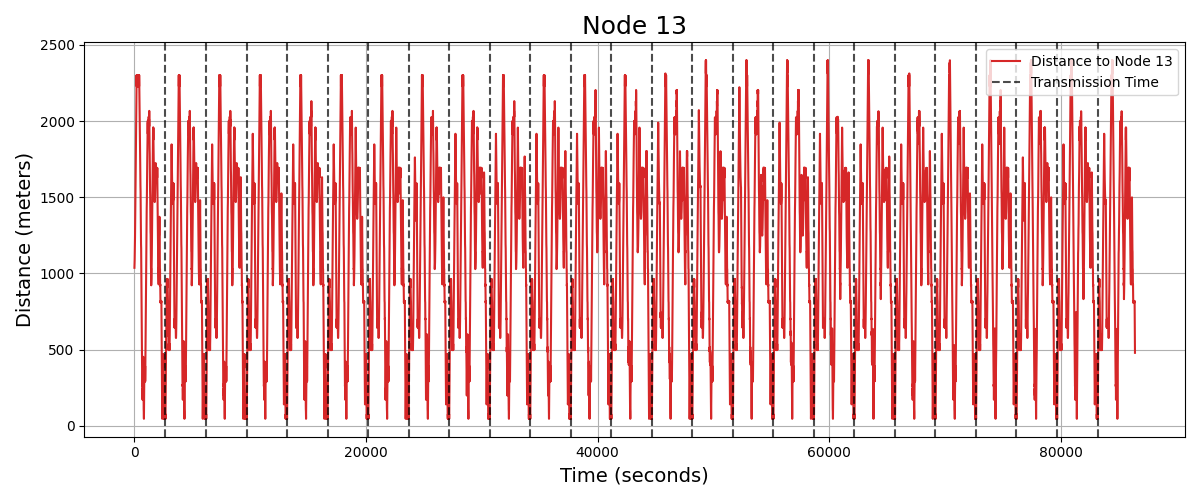 Node 13
Distance (meters)
2500
2000
1500
1000
500
0
Distance to Node 13
Transmission Time
0 20000 40000 60000 80000
Time (seconds)